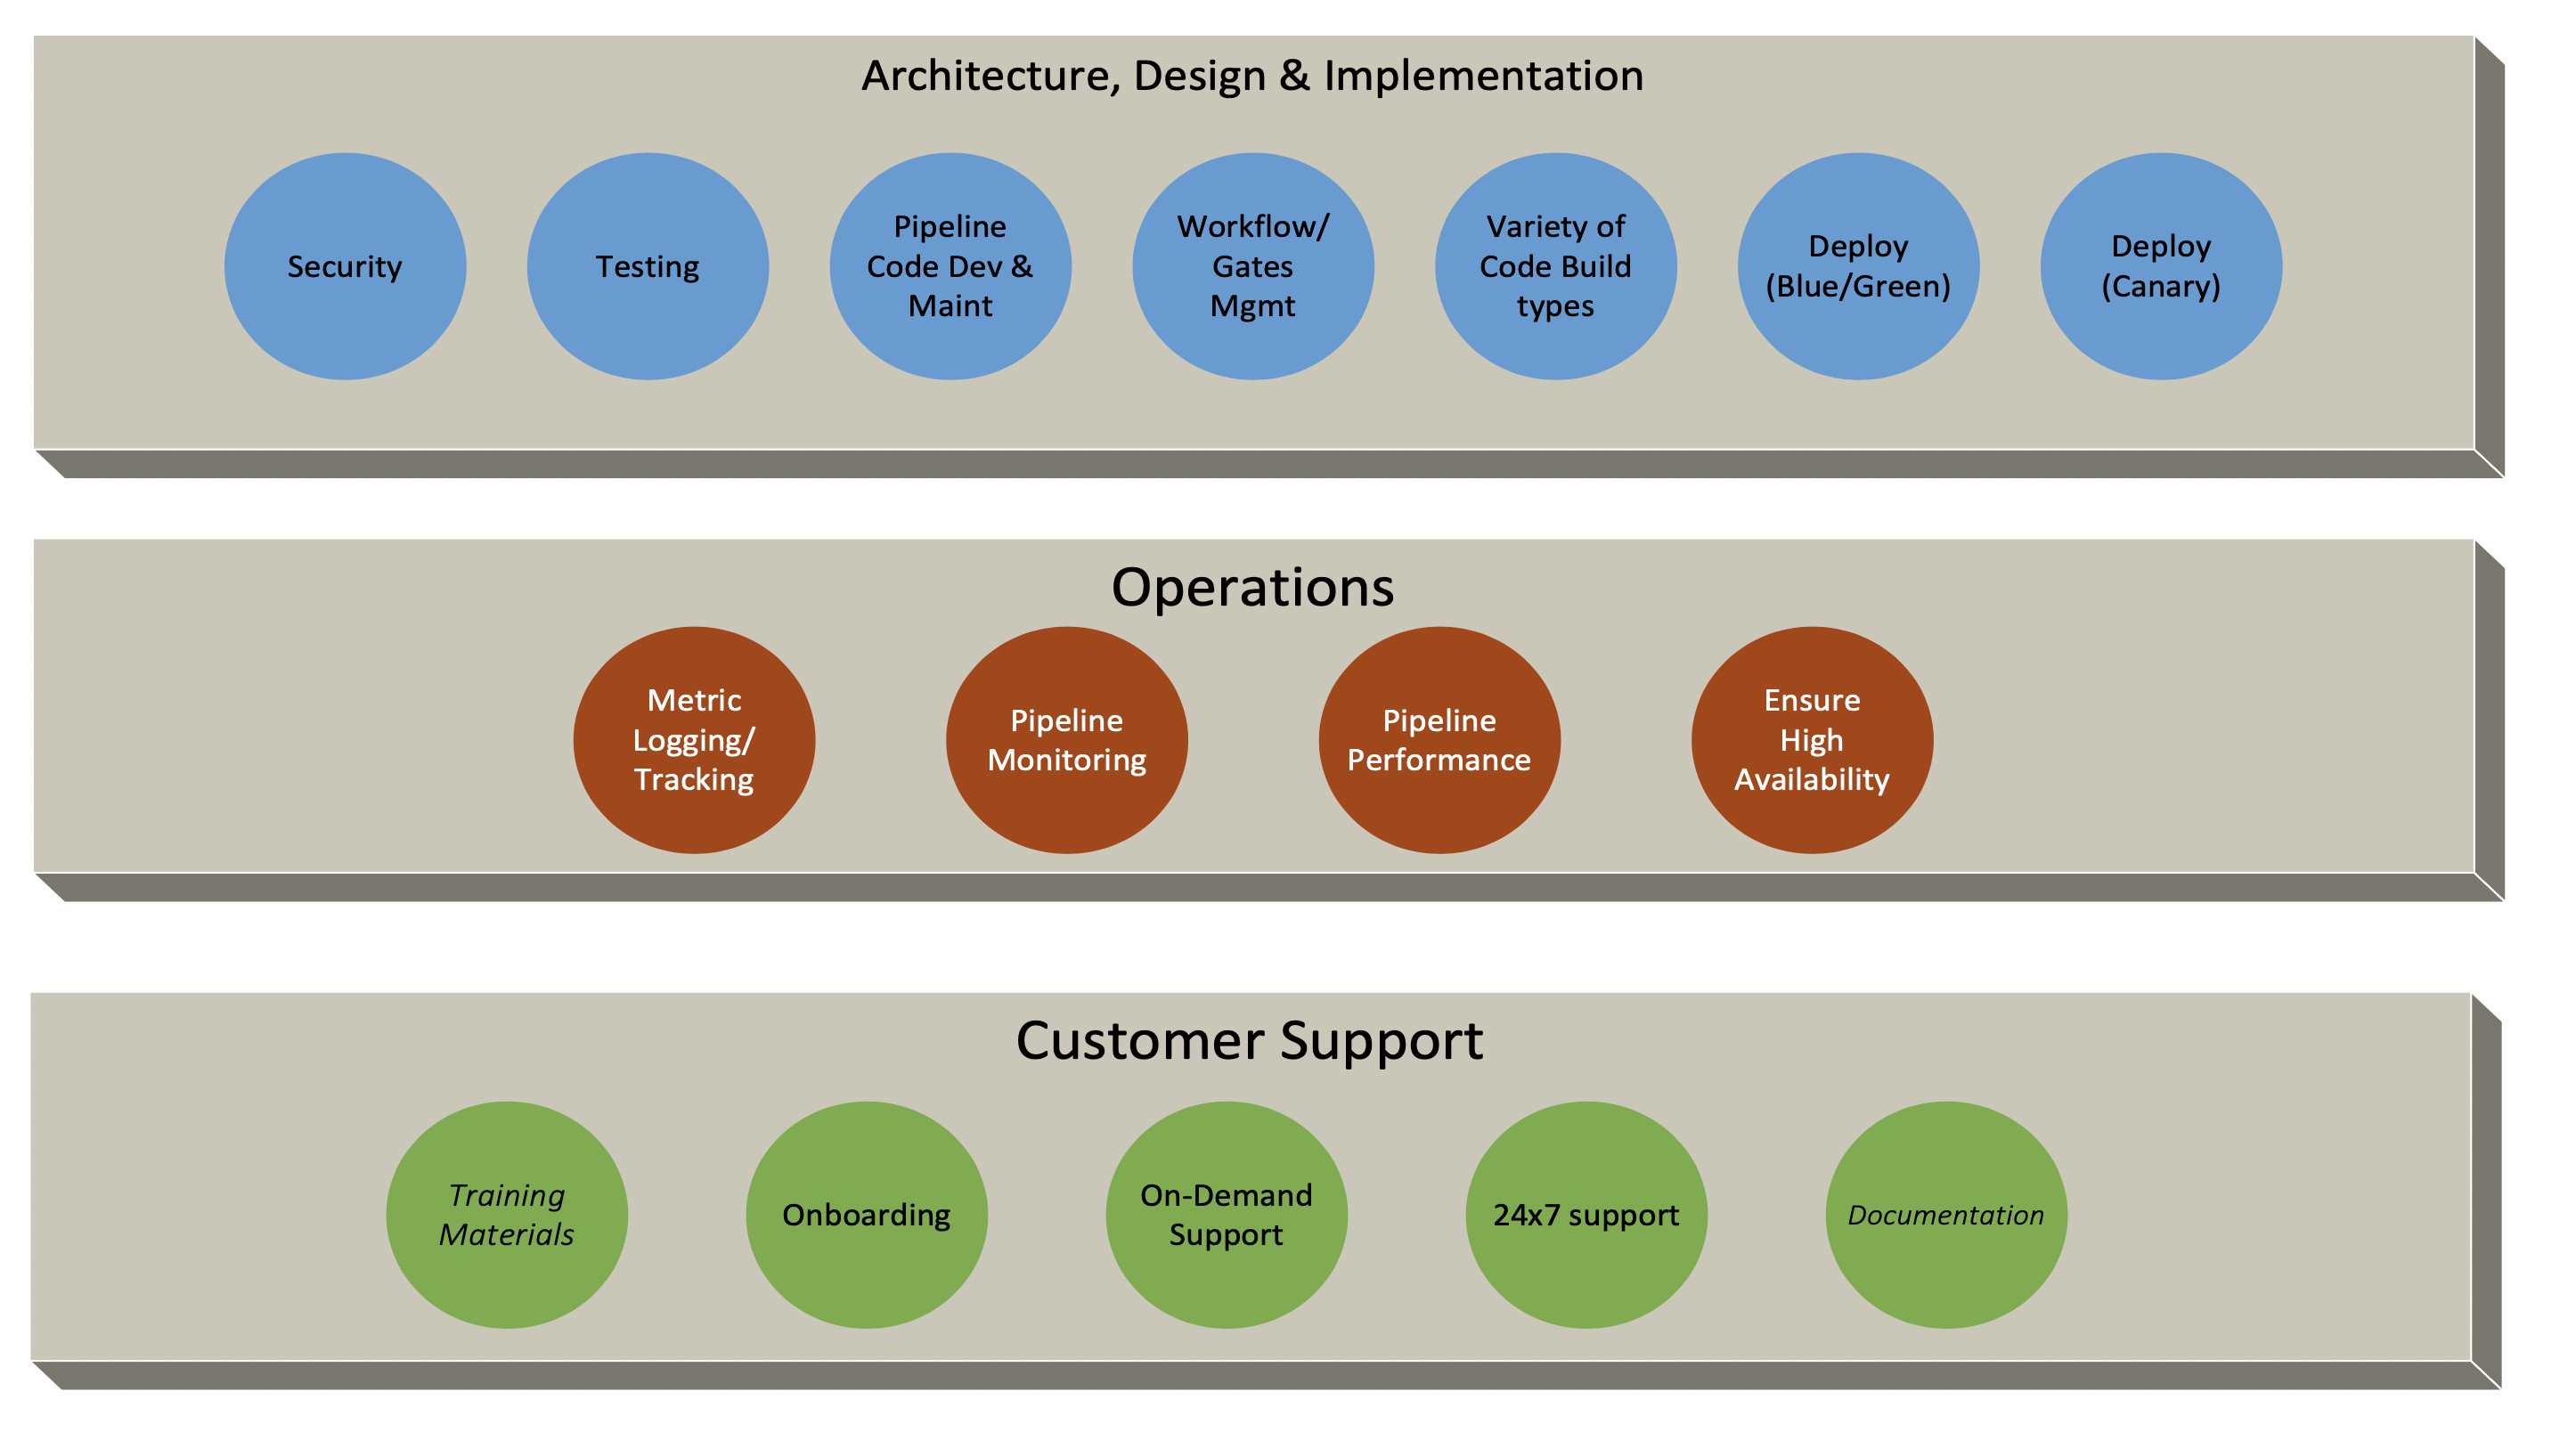 Architecture, Design & Implementation
Security
Testing
Pipeline
Code Dev &
Maint
Workflow/
Gates
Mgmt
Variety of
Code Build
types
Deploy
(Blue/Green)
Deploy
(Canary)
Operations
Metric
Logging/
Tracking
Pipeline
Monitoring
Pipeline
Performance
Ensure
High
Availability
Customer Support
Training
Materials
Onboarding
On-Demand
Support
24x7 support
Documentation